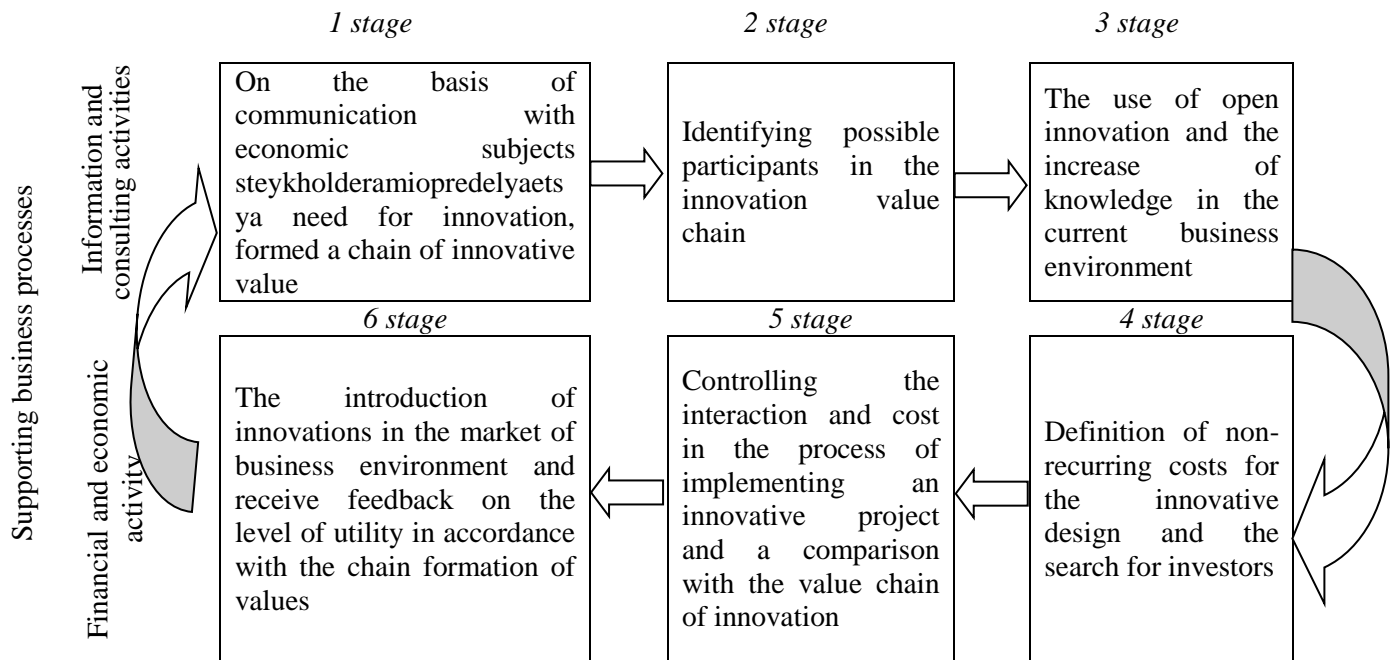 1 stage
2 stage
3 stage
Supporting business processes
Information and
consulting activities
On the basis of
communication with
economic subjects
steykholderamiopredelyaets
ya need for innovation,
formed a chain of innovative
value
Identifying possible
participants in the
innovation value
chain
The use of open
innovation and the
increase of
knowledge in the
current business
environment
6 stage
5 stage
4 stage
Financial and economic
activity
The introduction of
innovations in the market of
business environment and
receive feedback on the
level of utility in accordance
with the chain formation of
values
Controlling the
interaction and cost
in the process of
implementing an
innovative project
and a comparison
with the value chain
of innovation
Definition of non-
recurring costs for
the innovative
design and the
search for investors